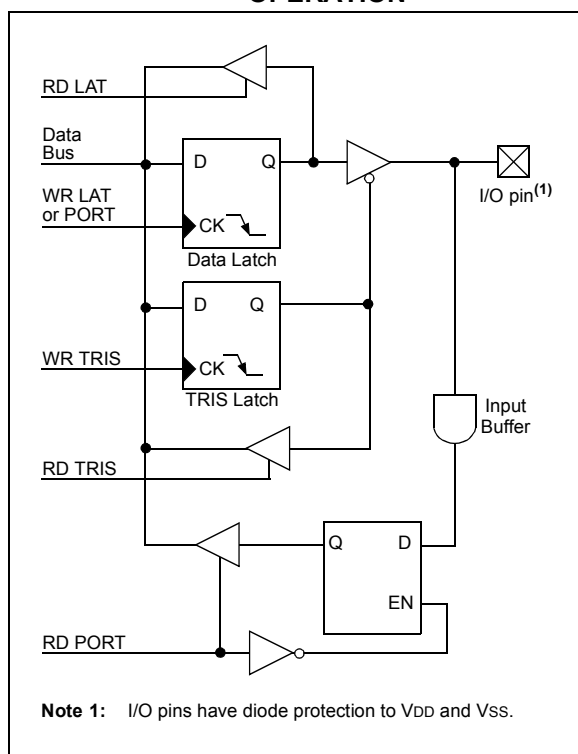 OPERATION
RD LAT
Data
Bus
WR LAT
or PORT
D
Q
CK
Data Latch
I/O pin(1)
D
Q
WR TRIS
CK
TRIS Latch
Input
Buffer
RD TRIS
Q
D
EN
RD PORT
Note 1: I/O pins have diode protection to VDD and VSS.